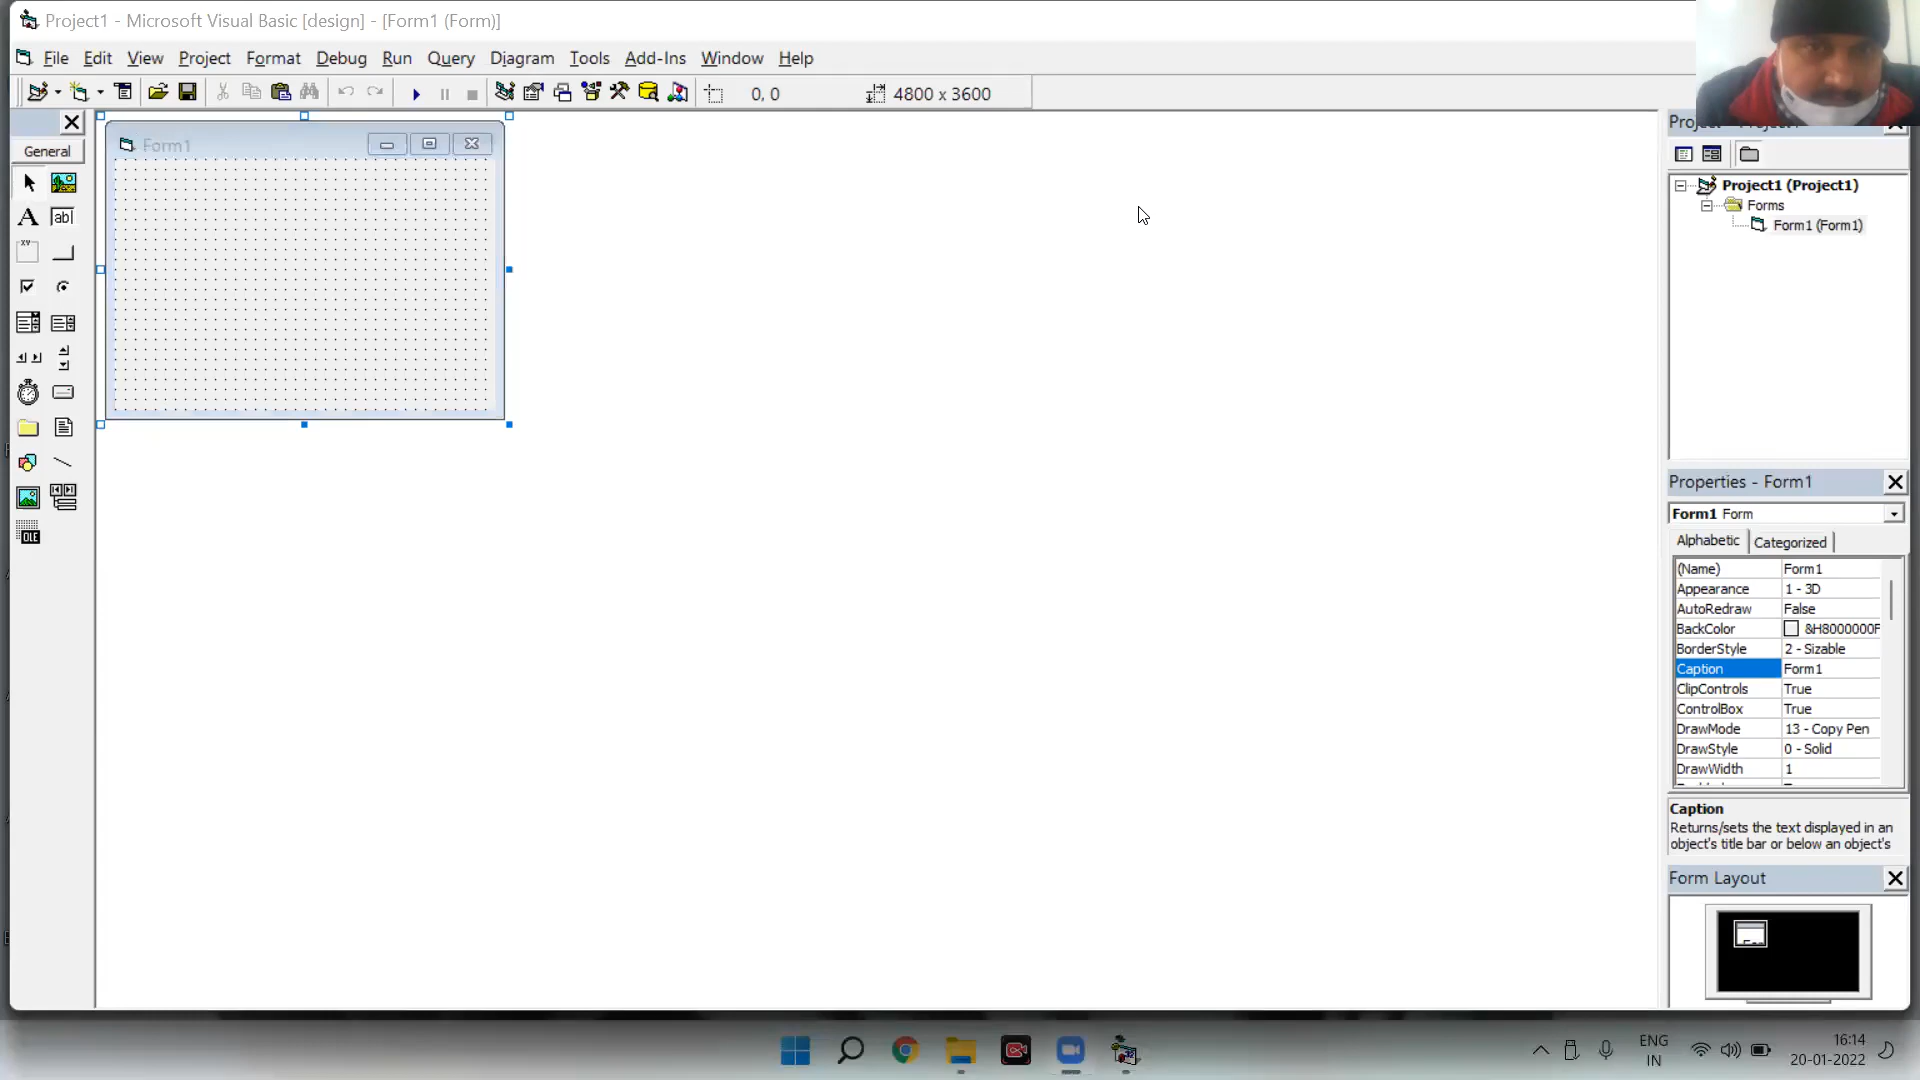 Project1 - Microsoft Visual Basic [design] - [Form1 (Form)]
File Edit View Project Format Debug Run Query Diagram Tools Add-Ins Window Help
0, 0 4800 x 3600
General
Form1
A ab|
XY
OLE
Project1 (Project1)
Forms
Form1 (Form1)
Properties - Form1
Form1 Form
Alphabetic Categorized
(Name) Form1
Appearance 1 - 3D
AutoRedraw False
BackColor &H8000000F
BorderStyle 2 - Sizable
Caption Form1
ClipControls True
ControlBox True
DrawMode 13 - Copy Pen
DrawStyle 0 - Solid
DrawWidth 1
Caption
Returns/sets the text displayed in an
object's title bar or below an object's
Form Layout
ENG
IN
16:14
20-01-2022